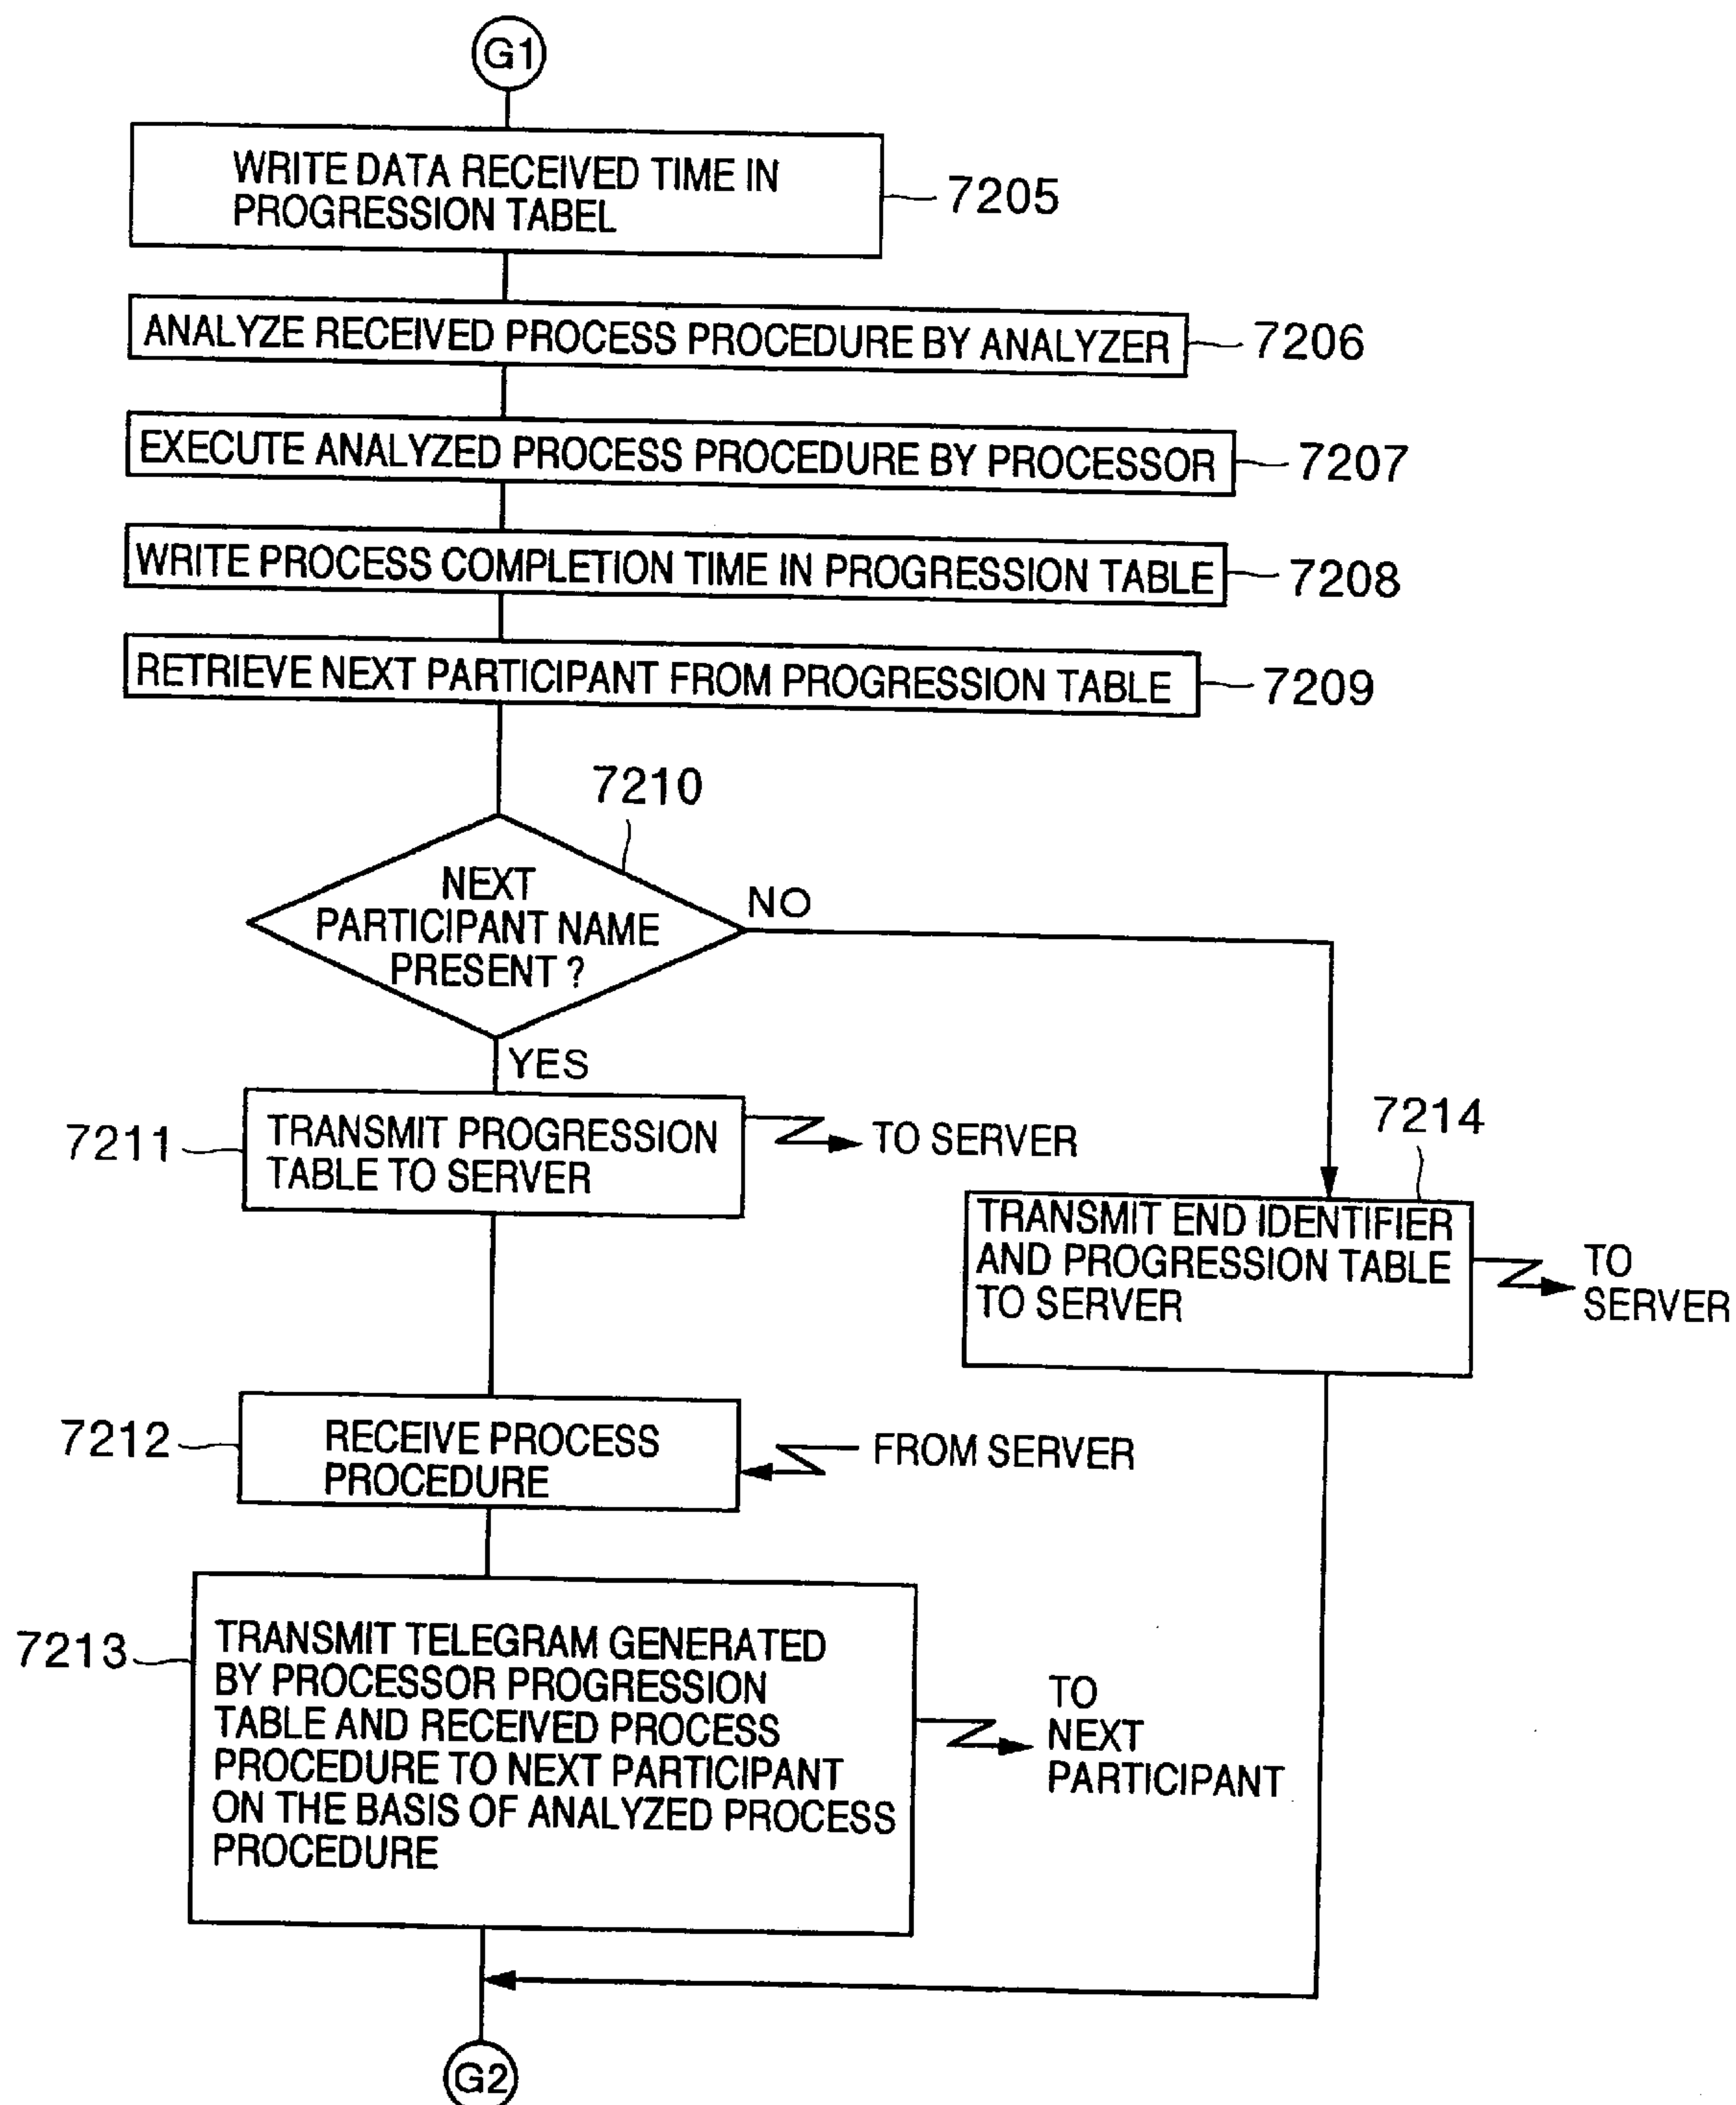 G1
WRITE DATA RECEIVED TIME IN
PROGRESSION TABEL
7205
ANALYZE RECEIVED PROCESS PROCEDURE BY ANALYZER
7206
EXECUTE ANALYZED PROCESS PROCEDURE BY PROCESSOR
7207
WRITE PROCESS COMPLETION TIME IN PROGRESSION TABLE
7208
RETRIEVE NEXT PARTICIPANT FROM PROGRESSION TABLE
7209
7210
NEXT
PARTICIPANT NAME
PRESENT ?
NO
YES
7211
TRANSMIT PROGRESSION
TABLE TO SERVER
TO SERVER
7214
TRANSMIT END IDENTIFIER
AND PROGRESSION TABLE
TO SERVER
TO
SERVER
7212
RECEIVE PROCESS
PROCEDURE
FROM SERVER
7213
TRANSMIT TELEGRAM GENERATED
BY PROCESSOR PROGRESSION
TABLE AND RECEIVED PROCESS
PROCEDURE TO NEXT PARTICIPANT
ON THE BASIS OF ANALYZED PROCESS
PROCEDURE
TO
NEXT
PARTICIPANT
G2